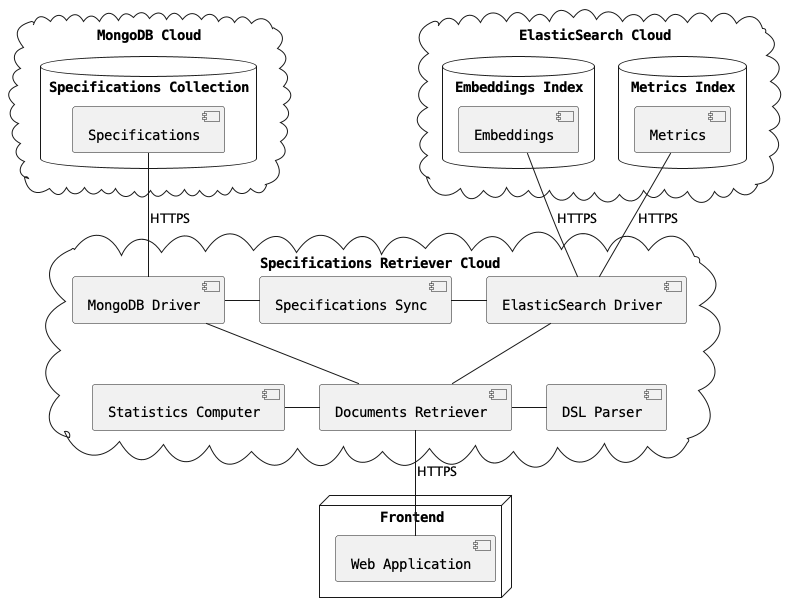 MongoDB Cloud
ElasticSearch Cloud
Specifications Collection
Embeddings Index
Metrics Index
Specifications
Embeddings
Metrics
HTTPS
HTTPS
HTTPS
Specifications Retriever Cloud
MongoDB Driver
Specifications Sync
ElasticSearch Driver
Statistics Computer
Documents Retriever
DSL Parser
HTTPS
Frontend
Web Application